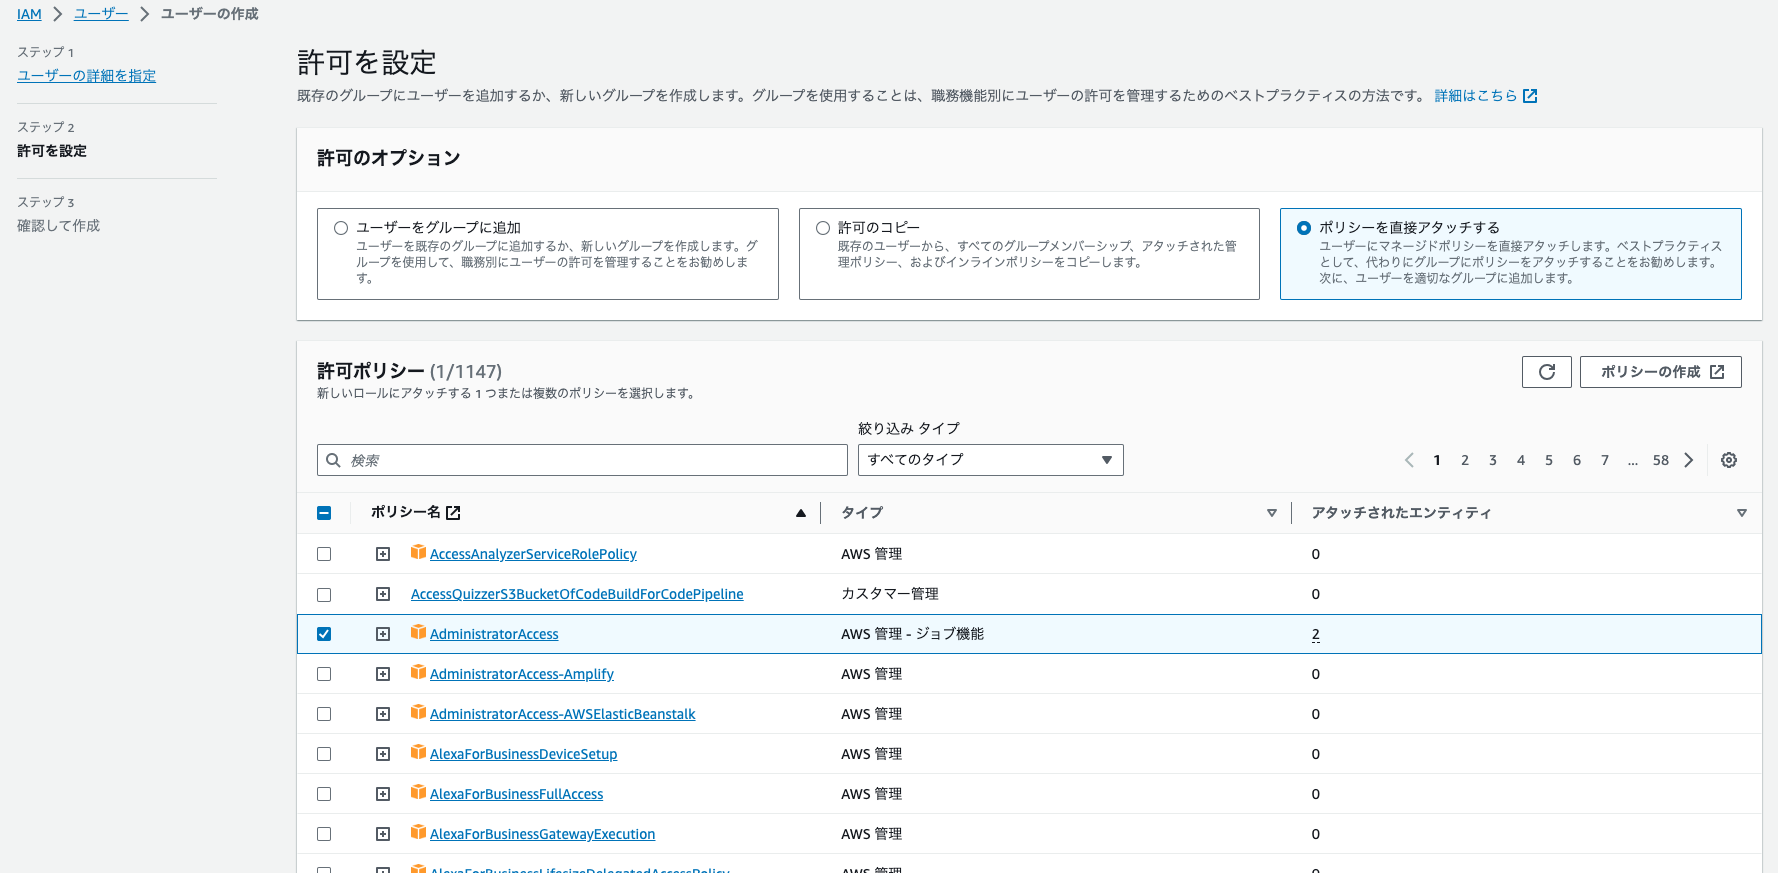 IAM > ユーザー > ユーザーの作成
ステップ 1
ユーザーの詳細を指定
ステップ 2
許可を設定
ステップ 3
確認して作成
許可を設定
既存のグループにユーザーを追加するか、新しいグループを作成します。グループを使用することは、職務機能別にユーザーの許可を管理するためのベストプラクティスの方法です。 詳細はこちら
許可のオプション
ユーザーをグループに追加
ユーザーを既存のグループに追加するか、新しいグループを作成します。グ
ループを使用して、職務別にユーザーの許可を管理することをお勧めしま
す。
許可のコピー
既存のユーザーから、すべてのグループメンバーシップ、アタッチされた管
理ポリシー、およびインラインポリシーをコピーします。
ポリシーを直接アタッチする
ユーザーにマネージドポリシーを直接アタッチします。ベストプラクティス
として、代わりにグループにポリシーをアタッチすることをお勧めします。
次に、ユーザーを適切なグループに追加します。
許可ポリシー (1/1147)
新しいロールにアタッチする 1 つまたは複数のポリシーを選択します。
ポリシーの作成
絞り込み タイプ
検索
すべてのタイプ
1 2 3 4 5 6 7 ... 58
ポリシー名 タイプ アタッチされたエンティティ
AccessAnalyzerServiceRolePolicy AWS 管理 0
AccessQuizzerS3BucketOfCodeBuildForCodePipeline カスタマー管理 0
AdministratorAccess AWS 管理 - ジョブ機能 2
AdministratorAccess-Amplify AWS 管理 0
AdministratorAccess-AWSElasticBeanstalk AWS 管理 0
AlexaForBusinessDeviceSetup AWS 管理 0
AlexaForBusinessFullAccess AWS 管理 0
AlexaForBusinessGatewayExecution AWS 管理 0
AlexaForBusinessLifesizeDelegatedAccessPolicy AWS 管理 0